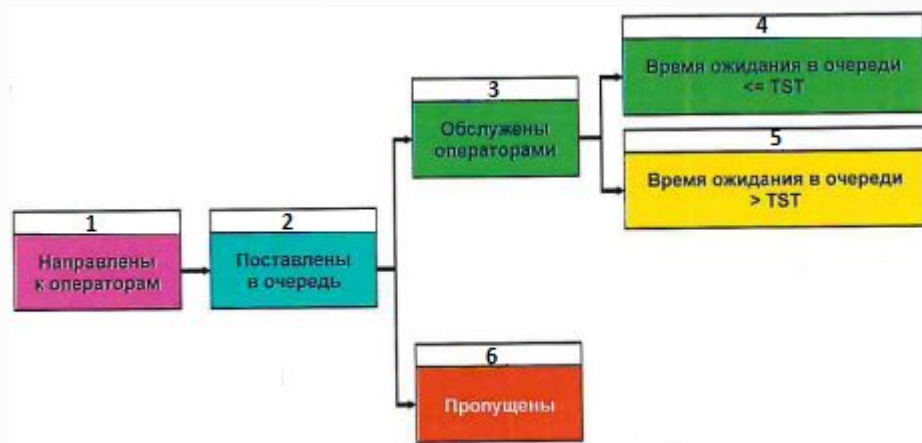 1
Направлены
к операторам
2
Поставлены
в очередь
3
Обслужены
операторами
4
Время ожидания в очереди
<= TST
5
Время ожидания в очереди
> TST
6
Пропущены